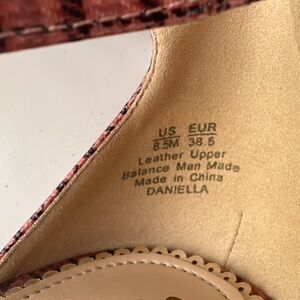 US EUR
8.5M 38.5
Leather Upper
Balance Man Made
Made in China
DANIELLA